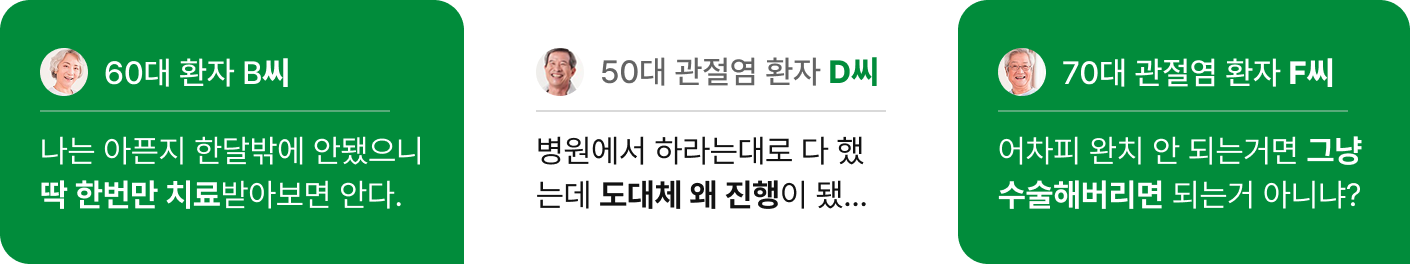 60대 환자 B씨
나는 아픈지 한달밖에 안됐으니
딱 한번만 치료받아보면 안다.
50대 관절염 환자 D씨
병원에서 하라는대로 다 했
는데 도대체 왜 진행이 됐...
70대 관절염 환자 F씨
어차피 완치 안 되는거면 그냥
수술해버리면 되는거 아니냐?